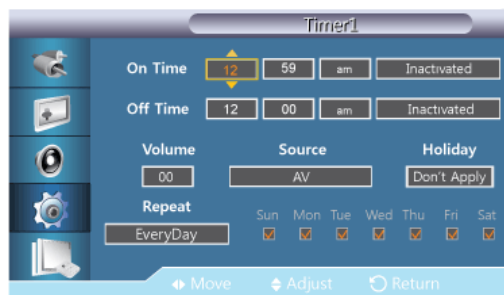 Timer1
On Time 12 59 am Inactivated
Off Time 12 00 am Inactivated
Volume Source Holiday
00 AV Don't Apply
Repeat Sun Mon Tue Wed Thu Fri Sat
EveryDay
Move Adjust Return